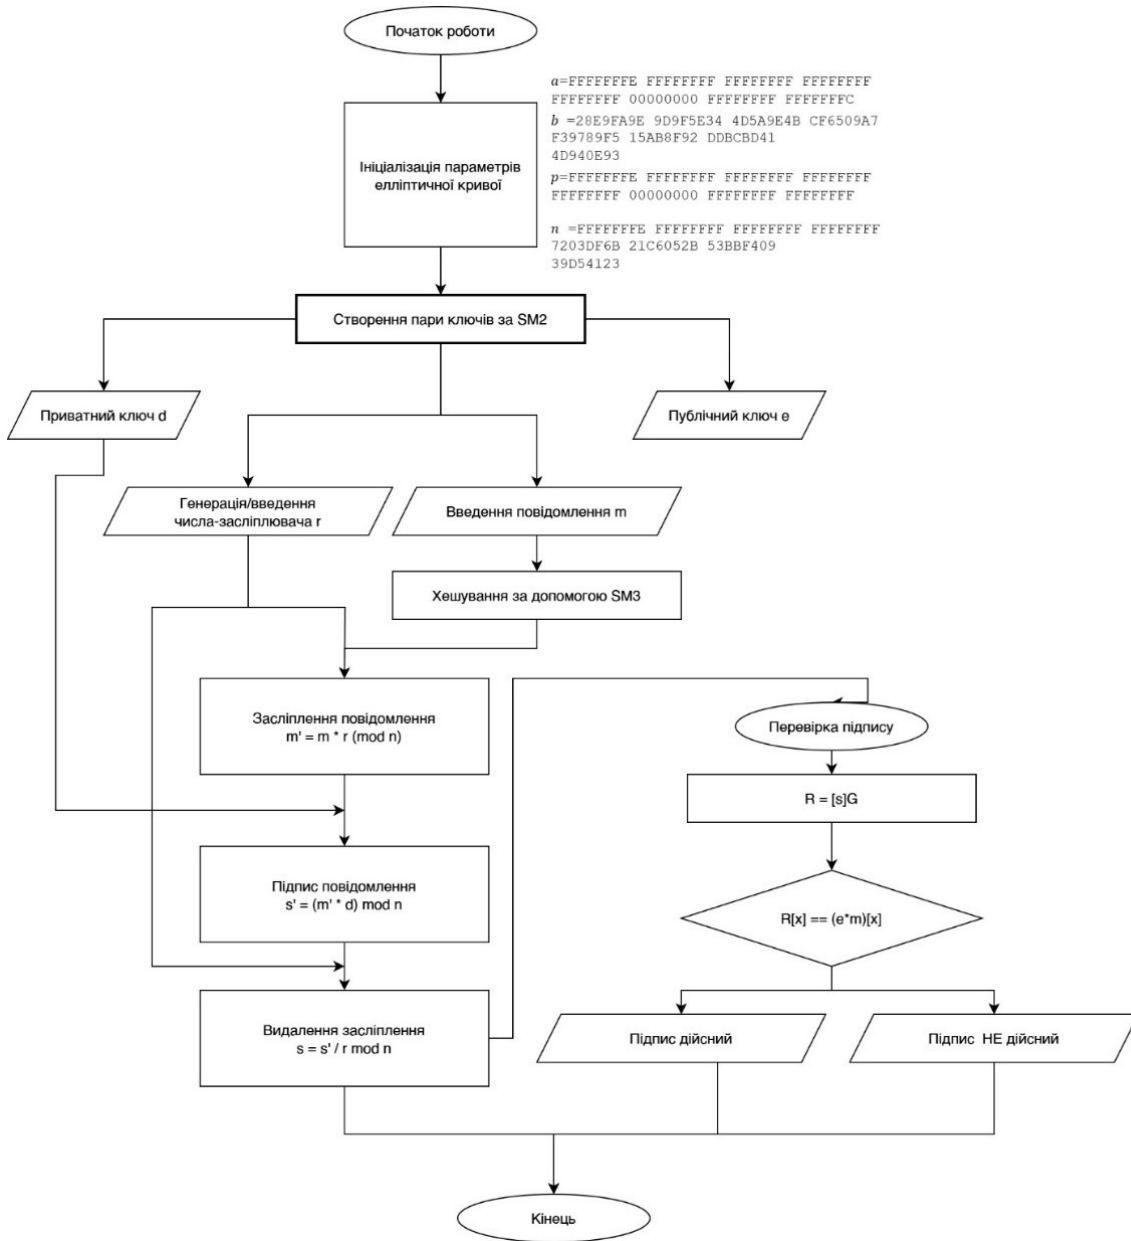 Початок роботи
a=FFFFFFFE FFFFFFFF FFFFFFFF FFFFFFFF
FFFFFFFF 00000000 FFFFFFFF FFFFFFFC
b =28E9FA9E 9D9F5E34 4D5A9E4B CF6509A7
F39789F5 15AB8F92 DDBCBD41
4D940E93
p=FFFFFFFE FFFFFFFF FFFFFFFF FFFFFFFF
FFFFFFFF 00000000 FFFFFFFF FFFFFFFF
n =FFFFFFFE FFFFFFFF FFFFFFFF FFFFFFFF
7203DF6B 21C6052B 53BBF409
39D54123
Ініціалізація параметрів
елліптичної кривої
Створення пари ключів за SM2
Приватний ключ d
Публічний ключ e
Генерація/введення
числа-засліплювача r
Введення повідомлення m
Хешування за допомогою SM3
Засліплення повідомлення
m' = m * r (mod n)
Перевірка підпису
R = [s]G
Підпис повідомлення
s' = (m' * d) mod n
R[x] == (e*m)[x]
Видалення засліплення
s = s' / r mod n
Підпис дійсний
Підпис НЕ дійсний
Кінець